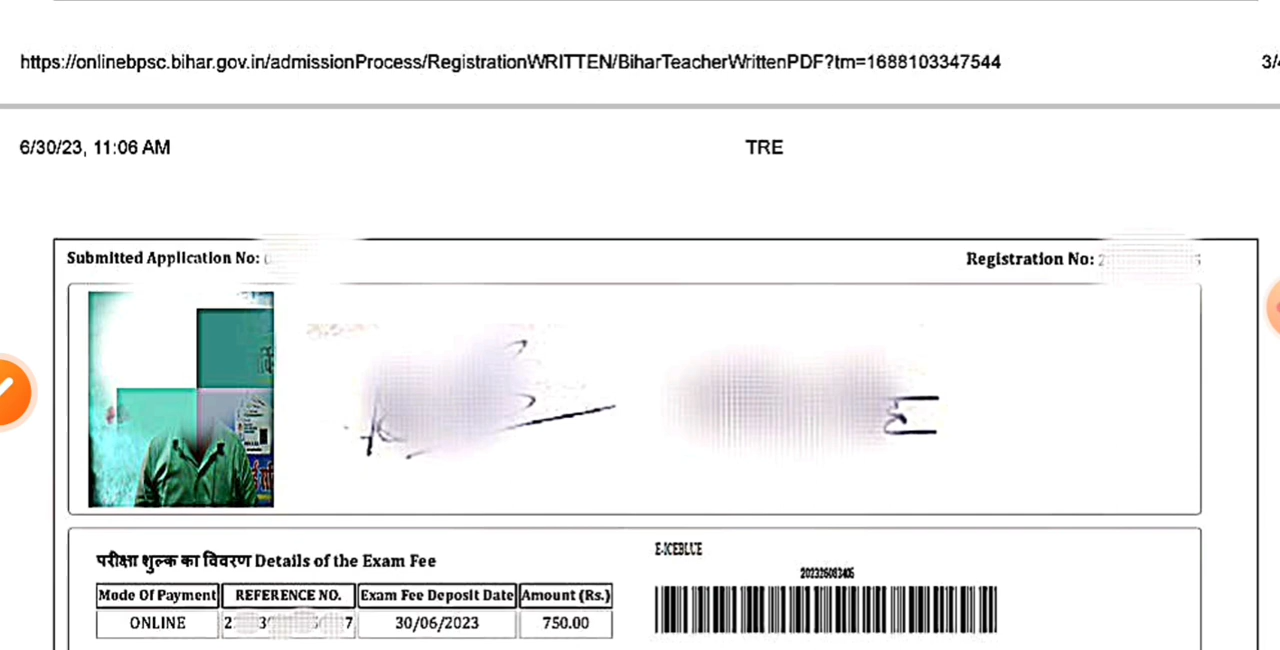 https://onlinebpsc.bihar.gov.in/admissionProcess/RegistrationWRITTEN/BiharTeacherWrittenPDF?tm=1688103347544
6/30/23, 11:06 AM TRE
Submitted Application No: Registration No:
परीक्षा शुल्क का विवरण Details of the Exam Fee
E-ICEBLUE
Mode Of Payment REFERENCE NO. Exam Fee Deposit Date Amount (Rs.)
ONLINE 30/06/2023 750.00